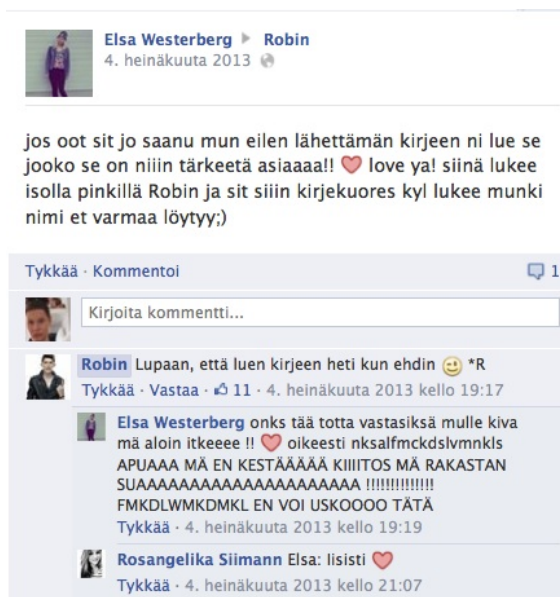 Elsa Westerberg ▶ Robin
4. heinäkuuta 2013
jos oot sit jo saanu mun eilen lähettämän kirjeen ni lue se
jooko se on niiin tärkeetä asiaaaa!! ❤ love ya! siinä lukee
isolla pinkillä Robin ja sit siiin kirjekuores kyl lukee munki
nimi et varmaa löytyy;)
Tykkää · Kommentoi 1
Kirjoita kommentti...
Robin Lupaan, että luen kirjeen heti kun ehdin 😉 *R
Tykkää · Vastaa · 11 · 4. heinäkuuta 2013 kello 19:17
Elsa Westerberg onks tää totta vastasiksä mulle kiva
mä aloin itkeeee !! ❤ oikeesti nksalfmckdslvmnkls
APUAAA MÄ EN KESTÄÄÄÄÄ KIIIITOS MÄ RAKASTAN
SUAAAAAAAAAAAAAAAAAAAAA !!!!!!!!!!!!!!
FMKDLWMKDMKL EN VOI USKOOOO TÄTÄ
Tykkää · 4. heinäkuuta 2013 kello 19:19
Rosangelika Siimann Elsa: Iisisti ❤
Tykkää · 4. heinäkuuta 2013 kello 21:07